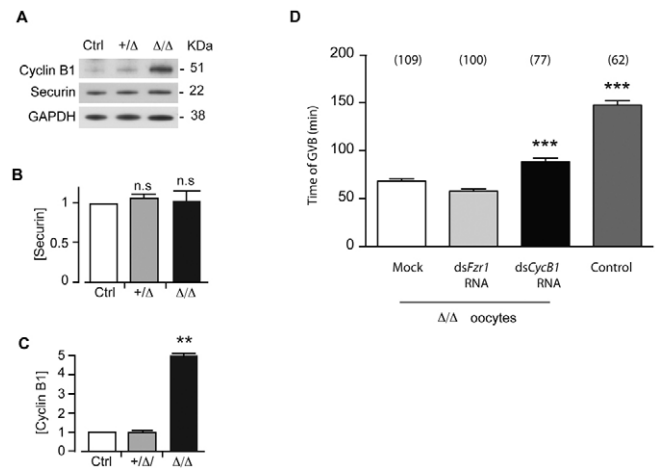 A
Ctrl +/Δ Δ/Δ KDa
Cyclin B1 - 51
Securin - 22
GAPDH - 38
B
n.s n.s
1
0.5
0
[Securin]
Ctrl +/Δ Δ/Δ
C
**
5
4
3
2
1
0
[Cyclin B1]
Ctrl +/Δ/ Δ/Δ
D
200
150
100
50
0
Time of GVB (min)
(109) (100) (77) (62)
*** ***
Mock dsFzr1 dsCycB1 Control
RNA RNA
Δ/Δ oocytes